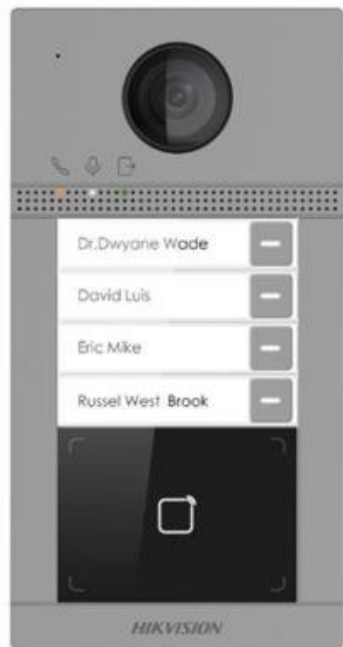 Dr.Dwyane Wade
David Luis
Eric Mike
Russel West Brook
HIKVISION